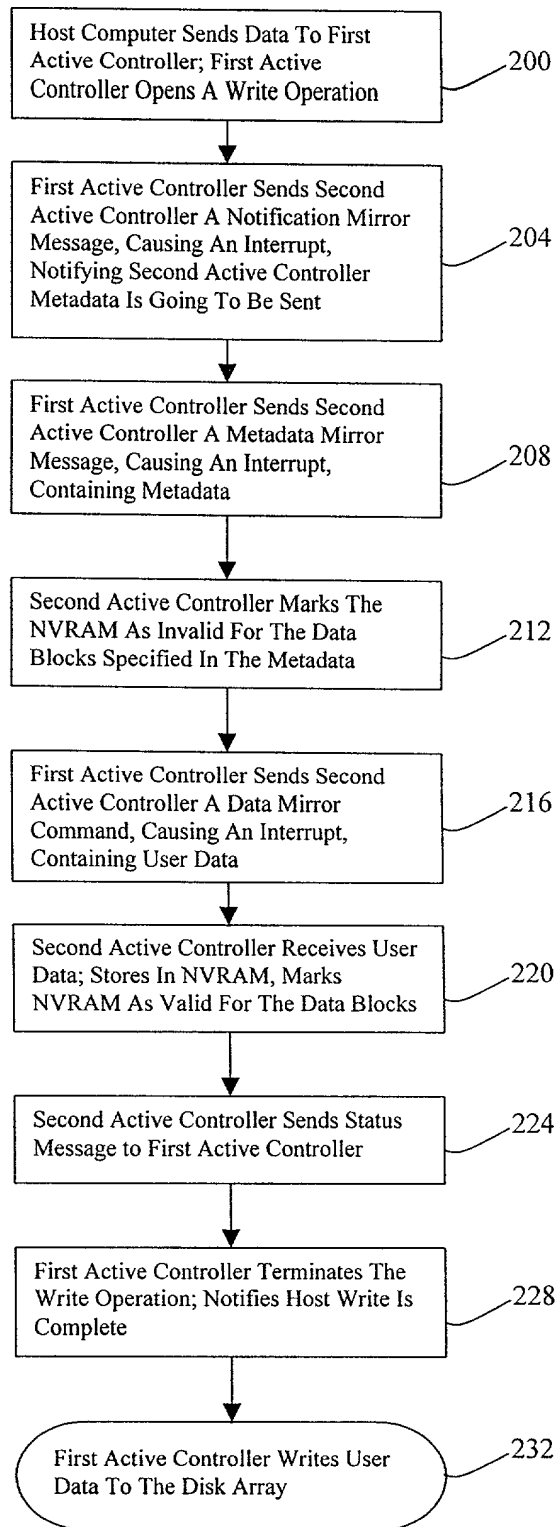 Host Computer Sends Data To First
Active Controller; First Active
Controller Opens A Write Operation
200
First Active Controller Sends Second
Active Controller A Notification Mirror
Message, Causing An Interrupt,
Notifying Second Active Controller
Metadata Is Going To Be Sent
204
First Active Controller Sends Second
Active Controller A Metadata Mirror
Message, Causing An Interrupt,
Containing Metadata
208
Second Active Controller Marks The
NVRAM As Invalid For The Data
Blocks Specified In The Metadata
212
First Active Controller Sends Second
Active Controller A Data Mirror
Command, Causing An Interrupt,
Containing User Data
216
Second Active Controller Receives User
Data; Stores In NVRAM, Marks
NVRAM As Valid For The Data Blocks
220
Second Active Controller Sends Status
Message to First Active Controller
224
First Active Controller Terminates The
Write Operation; Notifies Host Write Is
Complete
228
First Active Controller Writes User
Data To The Disk Array
232